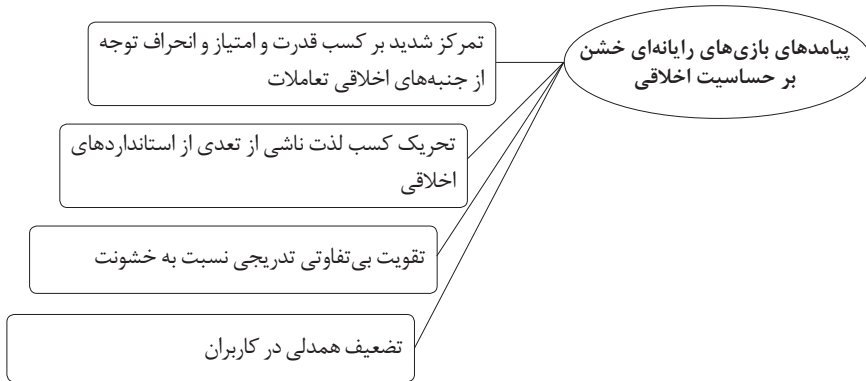 پیامدهای بازی‌های رایانه‌ای خشن
بر حساسیت اخلاقی
تمرکز شدید بر کسب قدرت و امتیاز و انحراف توجه
از جنبه‌های اخلاقی تعاملات
تحریک کسب لذت ناشی از تعدی از استانداردهای
اخلاقی
تقویت بی‌تفاوتی تدریجی نسبت به خشونت
تضعیف همدلی در کاربران